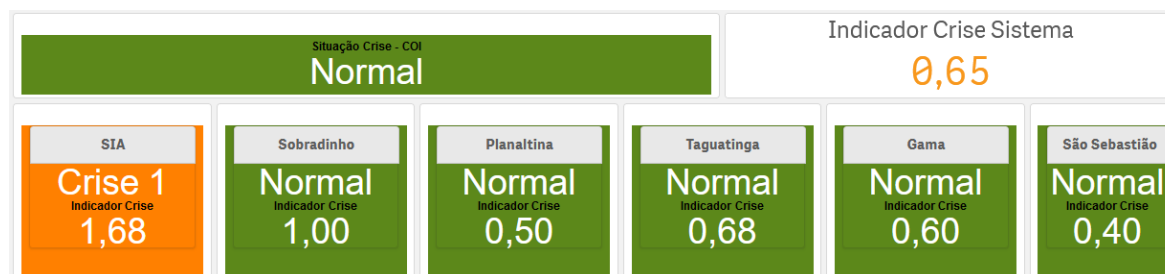 Situação Crise - COI
Normal
Indicador Crise Sistema
0,65
SIA
Crise 1
Indicador Crise
1,68
Sobradinho
Normal
Indicador Crise
1,00
Planaltina
Normal
Indicador Crise
0,50
Taguatinga
Normal
Indicador Crise
0,68
Gama
Normal
Indicador Crise
0,60
São Sebastião
Normal
Indicador Crise
0,40